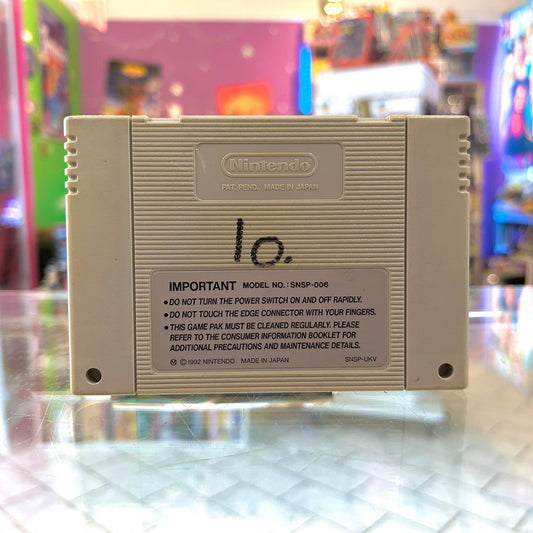 Nintendo
PAT. PEND. MADE IN JAPAN
10.
IMPORTANT MODEL NO.: SNSP-006
• DO NOT TURN THE POWER SWITCH ON AND OFF RAPIDLY.
• DO NOT TOUCH THE EDGE CONNECTOR WITH YOUR FINGERS.
• THIS GAME PAK MUST BE CLEANED REGULARLY. PLEASE
REFER TO THE CONSUMER INFORMATION BOOKLET FOR
ADDITIONAL PRECAUTIONS AND MAINTENANCE DETAILS.
Ⓜ ©1992 NINTENDO MADE IN JAPAN SNSP-UKV